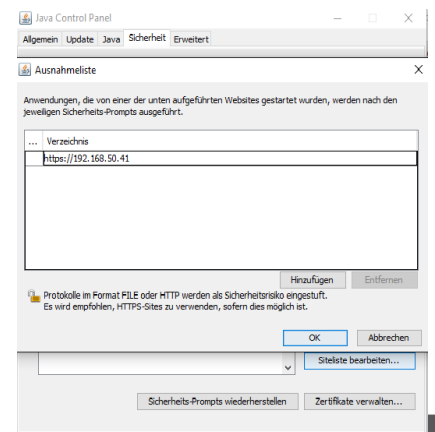 Java Control Panel
Allgemein Update Java Sicherheit Erweitert
Ausnahmeliste
Anwendungen, die von einer der unten aufgeführten Websites gestartet wurden, werden nach den
jeweiligen Sicherheits-Prompts ausgeführt.
... Verzeichnis
https://192.168.50.41
Hinzufügen Entfernen
Protokolle im Format FILE oder HTTP werden als Sicherheitsrisiko eingestuft.
Es wird empfohlen, HTTPS-Sites zu verwenden, sofern dies möglich ist.
OK Abbrechen
Siteliste bearbeiten...
Sicherheits-Prompts wiederherstellen Zertifikate verwalten...